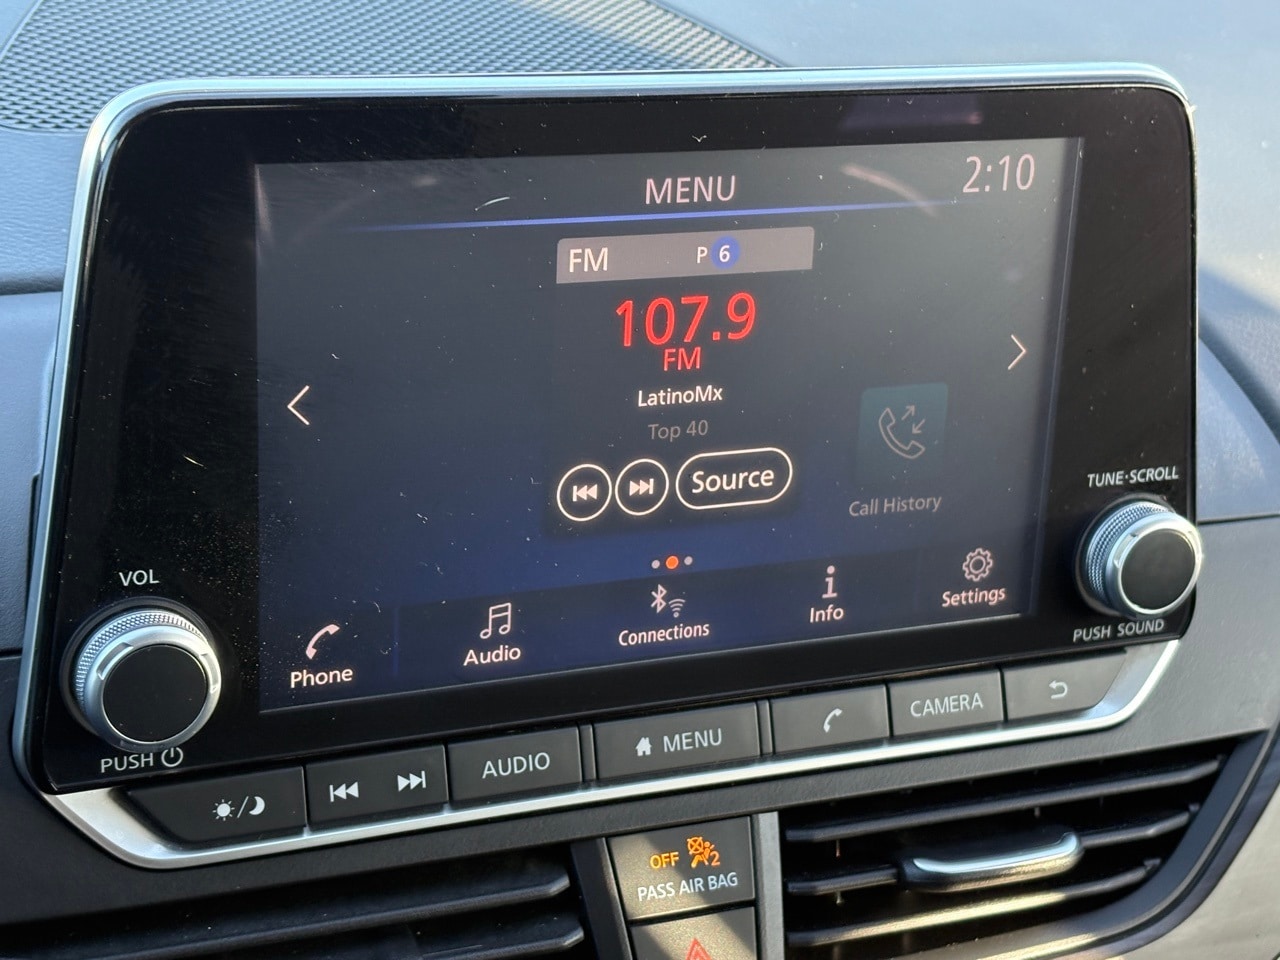 MENU
2:10
FM P 6
107.9
FM
LatinoMx
Top 40
Source
Call History
TUNE·SCROLL
VOL
Phone
Audio
Connections
Info
Settings
PUSH SOUND
PUSH
AUDIO
MENU
CAMERA
OFF 2
PASS AIR BAG